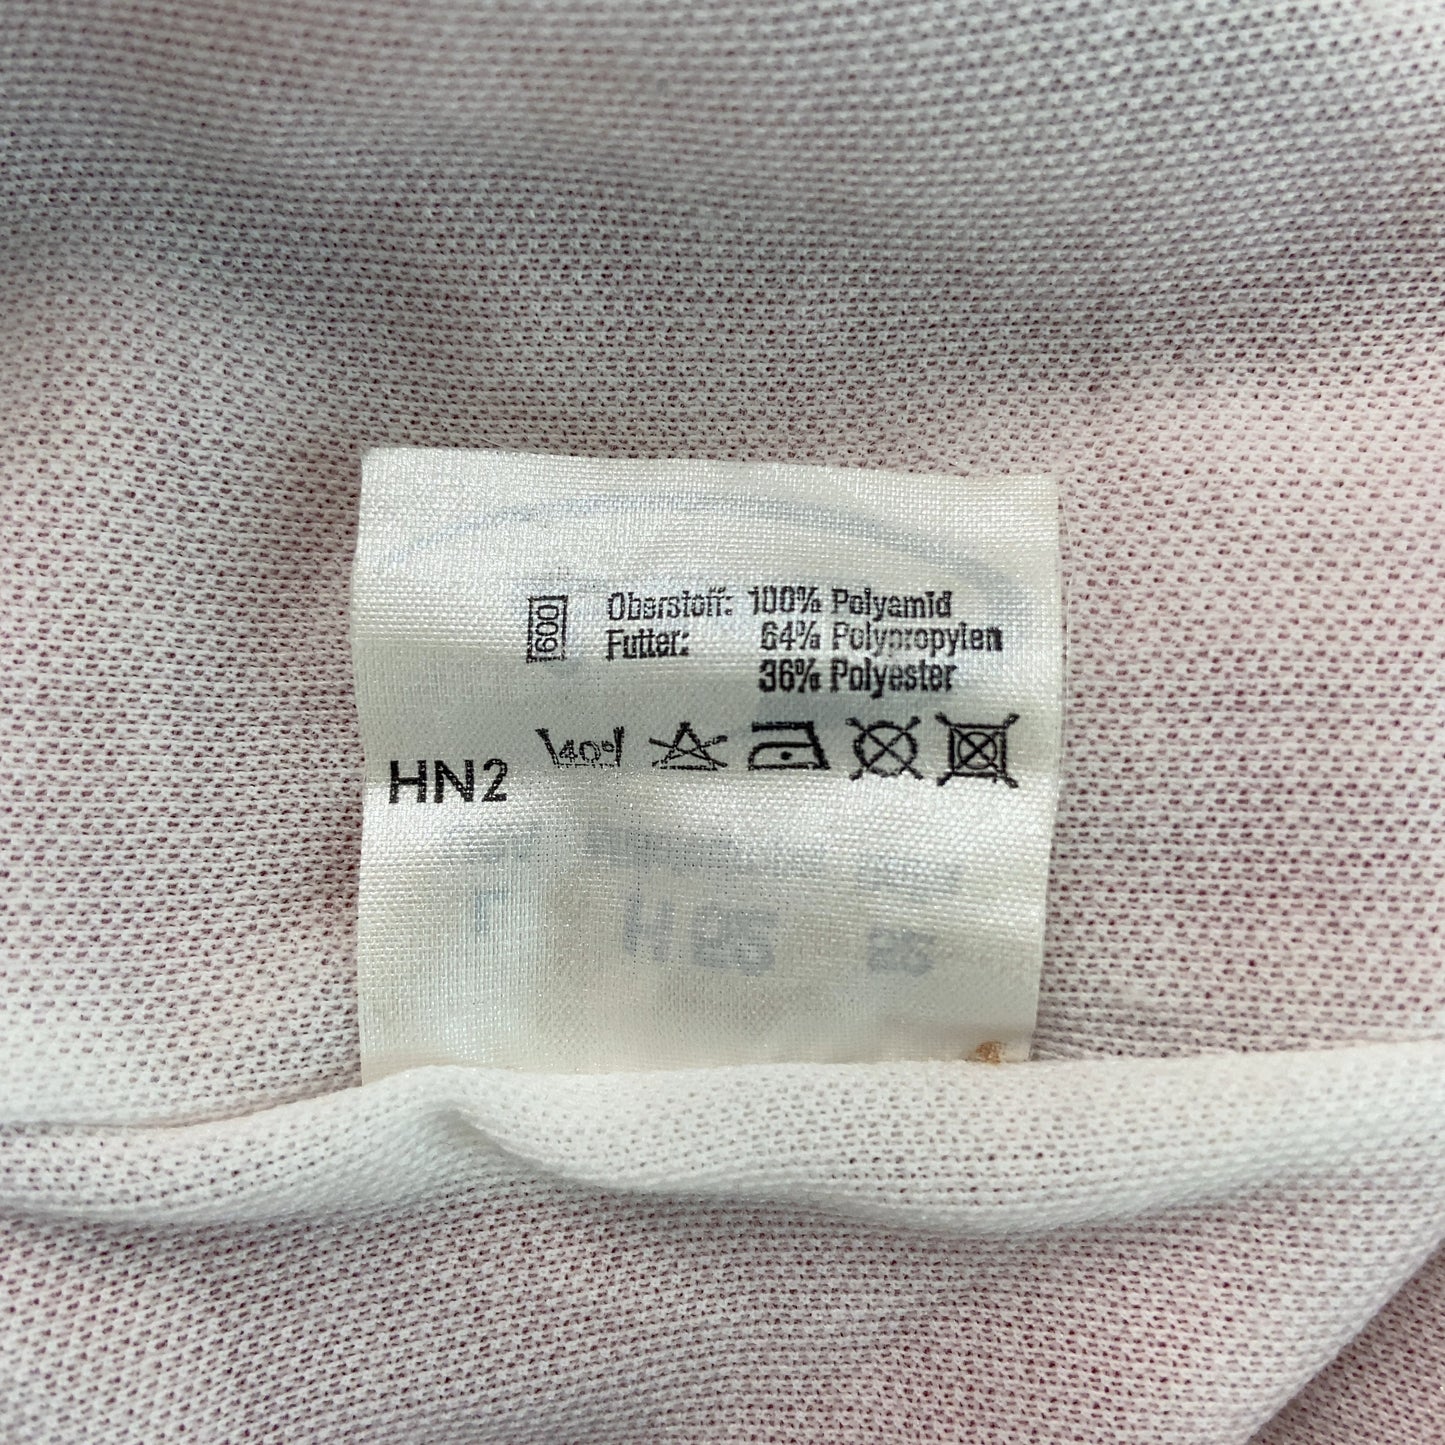 600
Oberstoff: 100% Polyamid
Futter: 64% Polypropylen
36% Polyester
40°
HN2